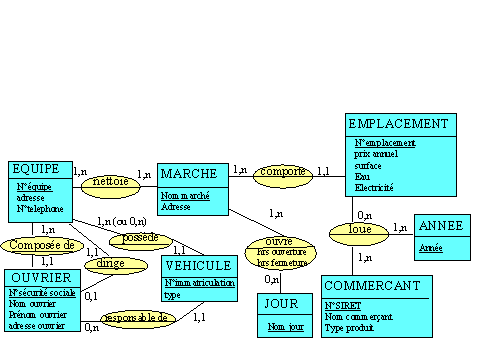 EMPLACEMENT
N°emplacement
prix annuel
surface
Eau
Electricité
EQUIPE
N°équipe
adresse
N°telephone
1,n
nettoie
1,n
MARCHE
Nom marché
Adresse
1,n
comporte
1,1
1,n (ou 0,n)
possède
1,1
1,n
Composée de
1,1
1,1
dirige
0,1
1,n
ouvre
hrs ouverture
hrs fermeture
0,n
0,n
loue
1,n
1,n
ANNEE
Année
OUVRIER
N°sécurité sociale
Nom ouvrier
Prénom ouvrier
adresse ouvrier
0,n
responsable de
1,1
VEHICULE
N°immatriculation
type
JOUR
Nom jour
COMMERCANT
N°SIRET
Nom commerçant
Type produit